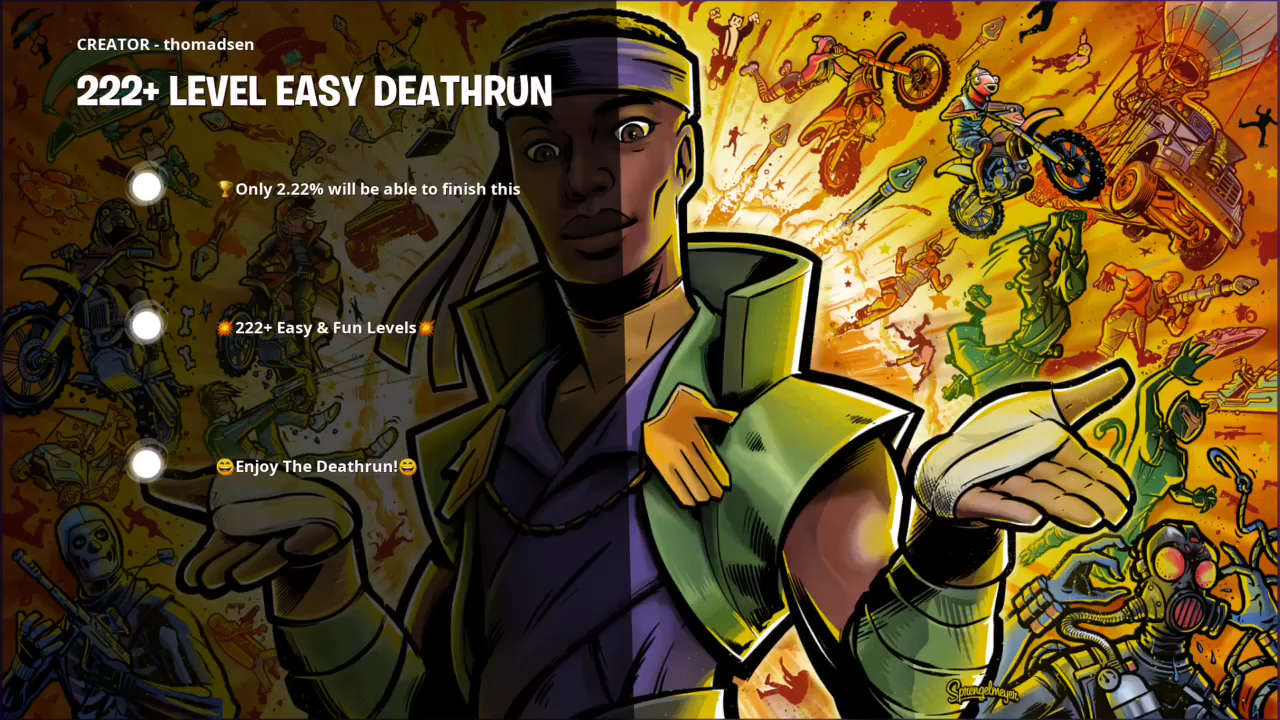 CREATOR - thomadsen
222+ LEVEL EASY DEATHRUN
🏆Only 2.22% will be able to finish this
💥222+ Easy & Fun Levels💥
😄Enjoy The Deathrun!😄
Sprengelmeyer